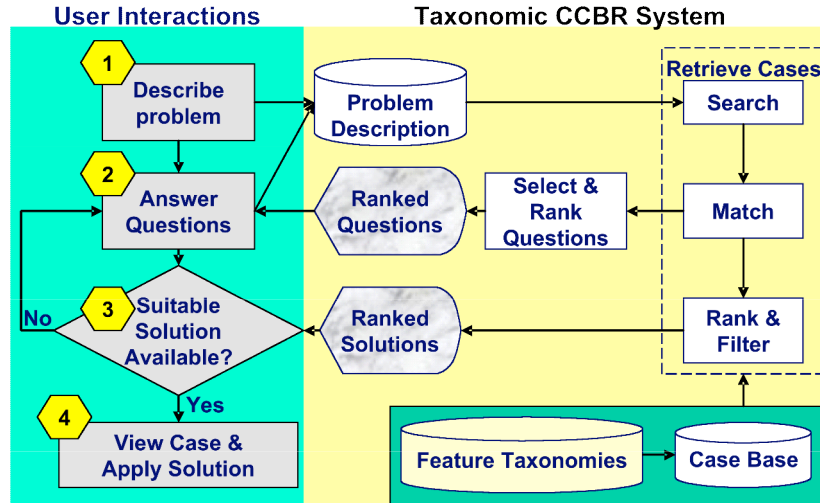 User Interactions
Taxonomic CCBR System
1
Describe
problem
Problem
Description
Retrieve Cases
Search
2
Answer
Questions
Ranked
Questions
Select &
Rank
Questions
Match
3
No
Suitable
Solution
Available?
Ranked
Solutions
Rank &
Filter
Yes
4
View Case &
Apply Solution
Feature Taxonomies
Case Base